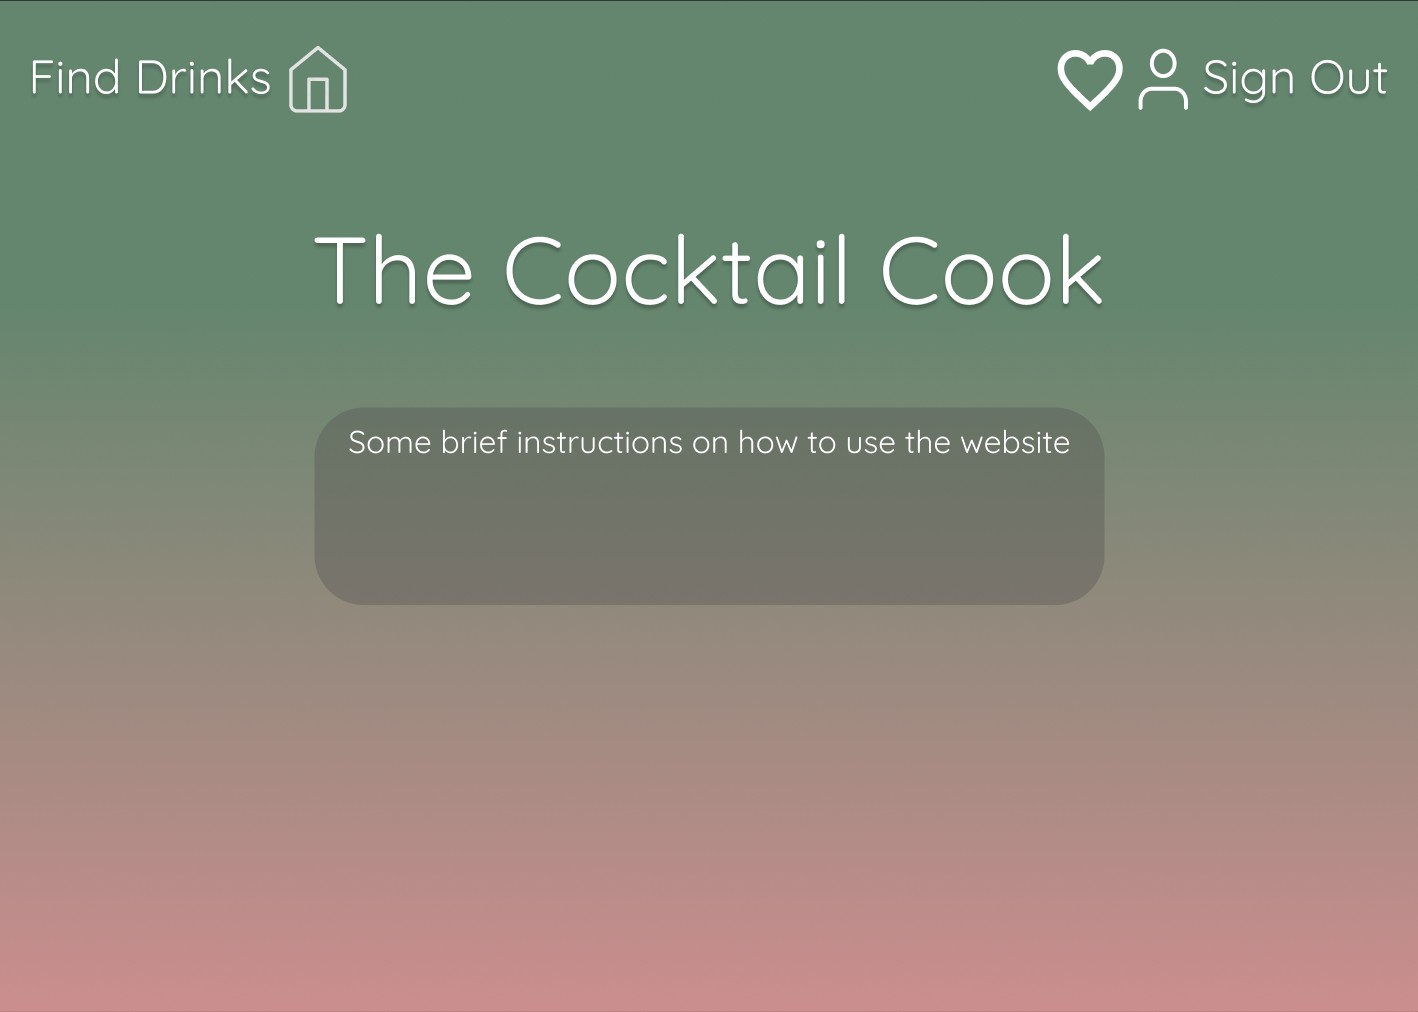 Find Drinks
Sign Out
The Cocktail Cook
Some brief instructions on how to use the website